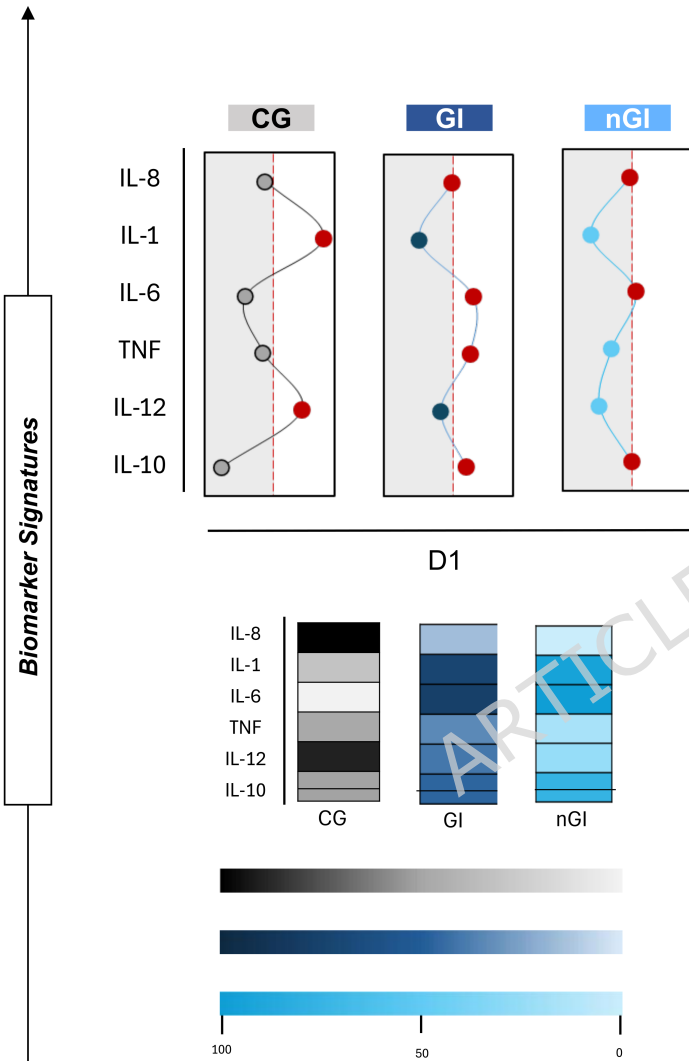 CG GI nGI
IL-8
IL-1
IL-6
TNF
IL-12
IL-10
D1
Biomarker Signatures
IL-8
IL-1
IL-6
TNF
IL-12
IL-10
CG GI nGI
ARTICLE
100 50 0